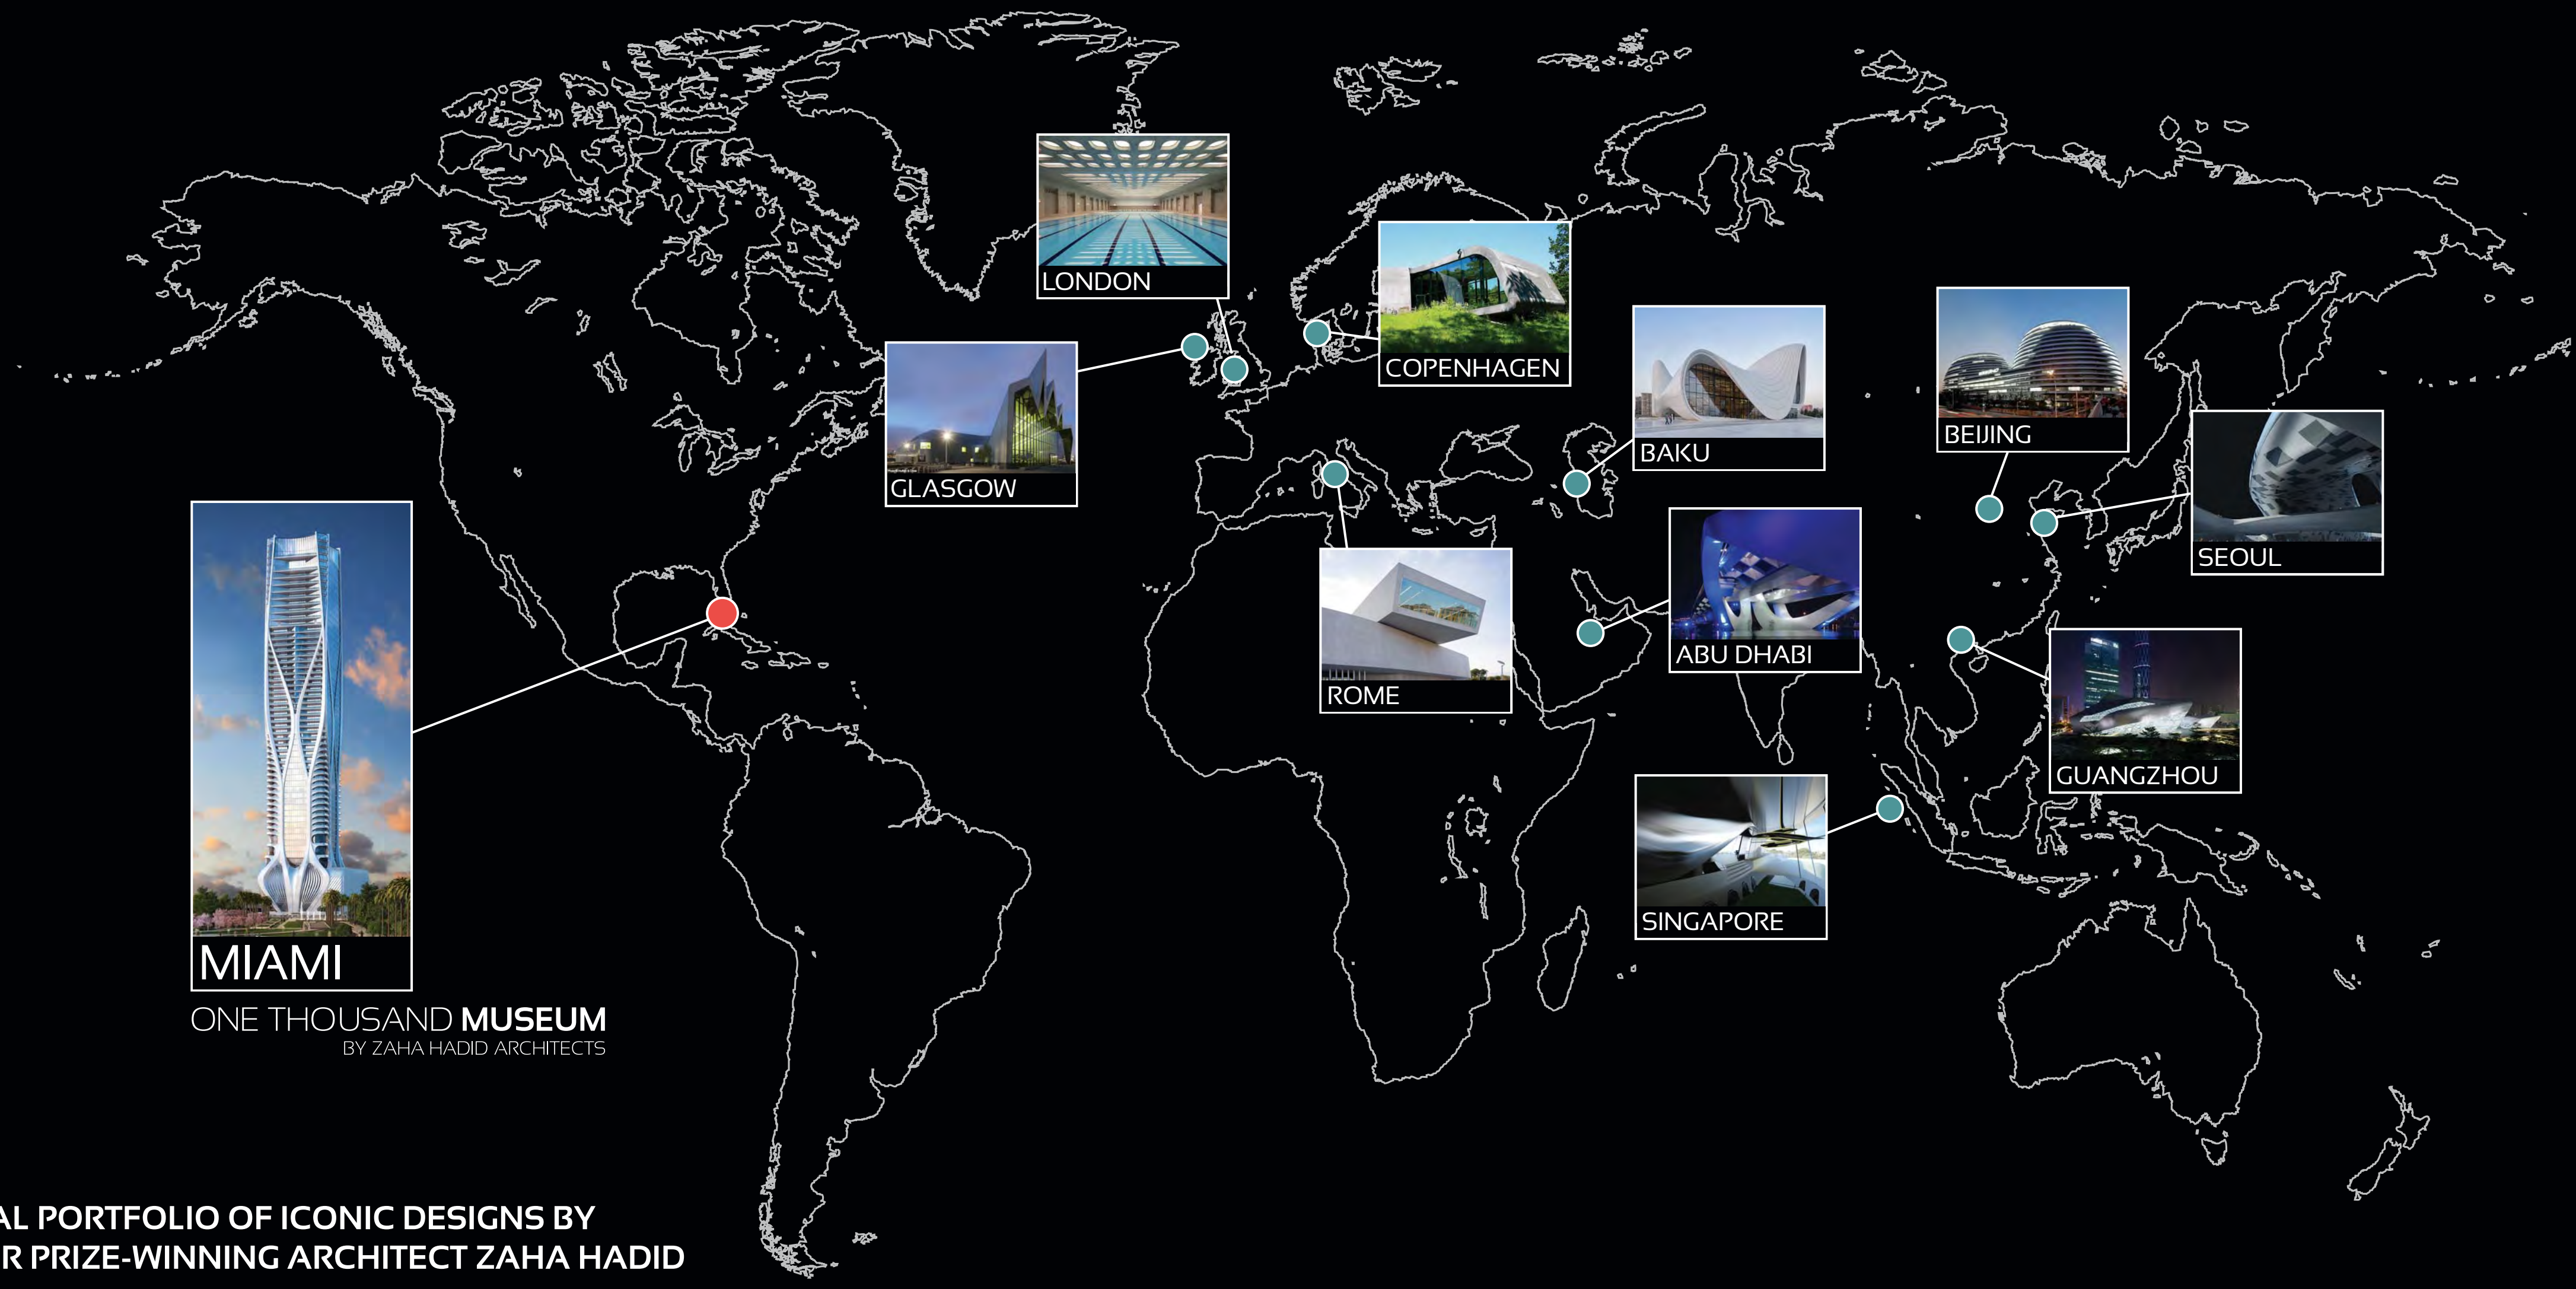 LONDON
COPENHAGEN
GLASGOW
BAKU
BEIJING
SEOUL
ROME
ABU DHABI
GUANGZHOU
SINGAPORE
MIAMI
ONE THOUSAND MUSEUM
BY ZAHA HADID ARCHITECTS
AL PORTFOLIO OF ICONIC DESIGNS BY
R PRIZE-WINNING ARCHITECT ZAHA HADID